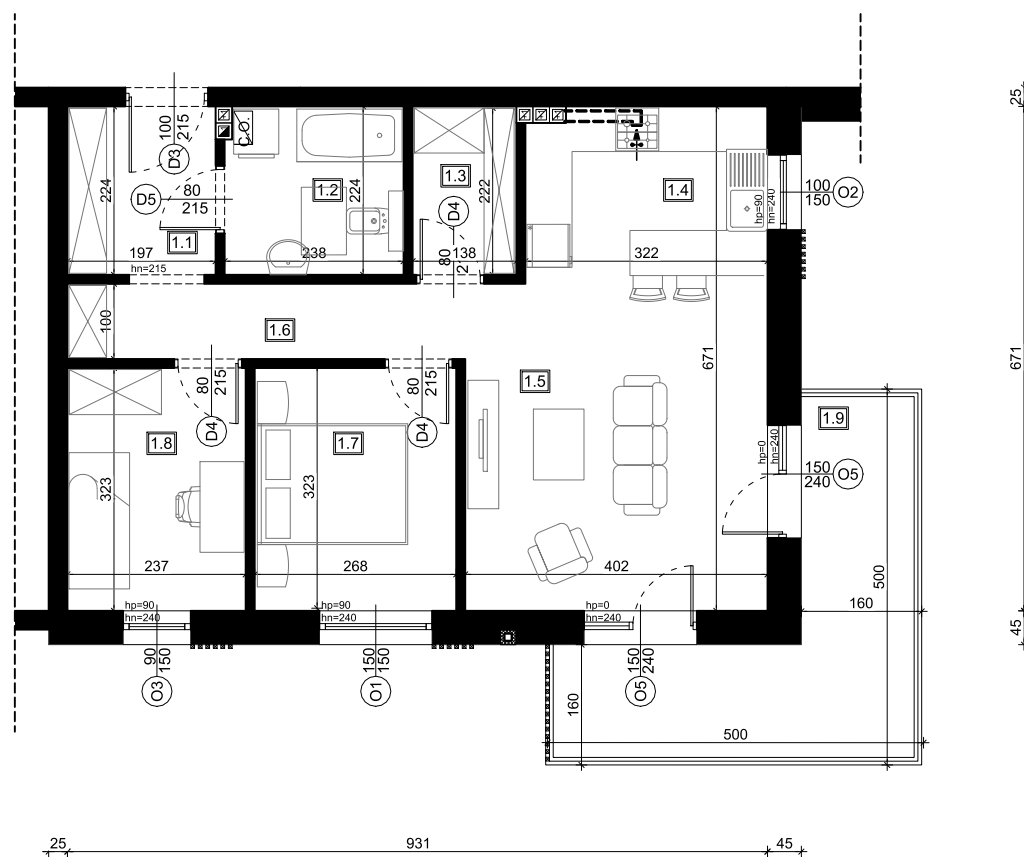 25
100
215
D3
C.O.
1.3
1.2
1.4
224
224
222
D5
80
215
D4
100
150
O2
hp=90
hn=240
1.1
197
hn=215
238
138
80
2
322
100
1.6
671
671
80
215
D4
80
215
D4
1.5
1.9
1.8
1.7
hp=0
hn=240
150
240
O5
323
323
237
268
402
500
160
hp=90
hn=240
hp=90
hn=240
hp=0
hn=240
45
90
150
O3
150
150
O1
150
240
O5
160
500
25
931
45